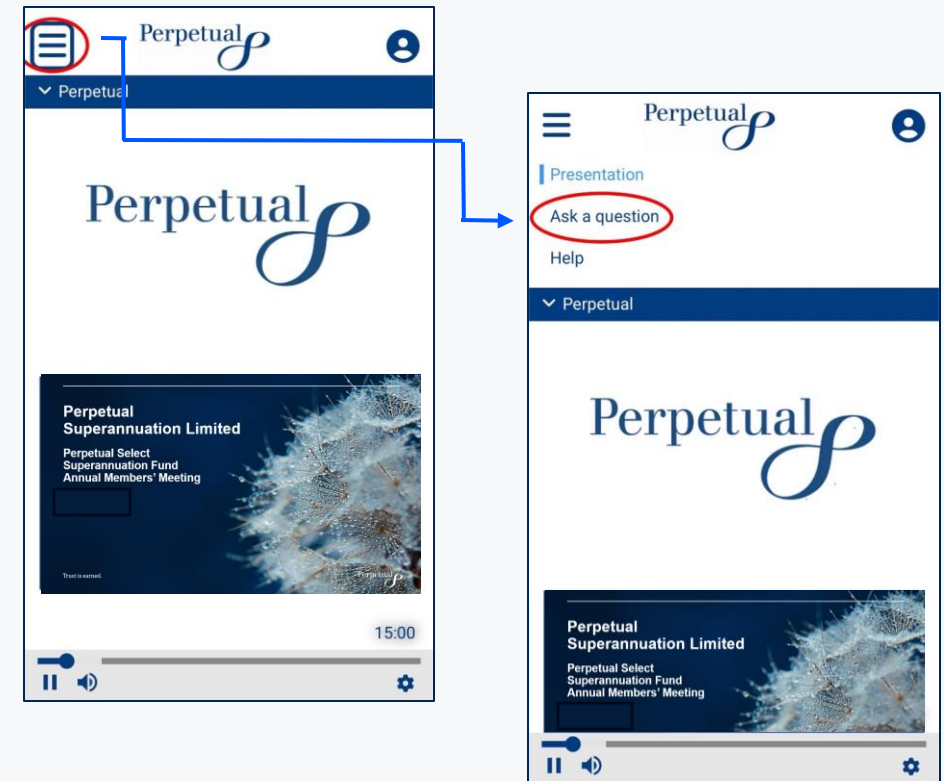 Perpetual
Perpetual
Perpetual
Perpetual
Superannuation Limited
Perpetual Select
Superannuation Fund
Annual Members' Meeting
Trust is earned.
Perpetual
15:00
Perpetual
Presentation
Ask a question
Help
Perpetual
Perpetual
Perpetual
Superannuation Limited
Perpetual Select
Superannuation Fund
Annual Members' Meeting